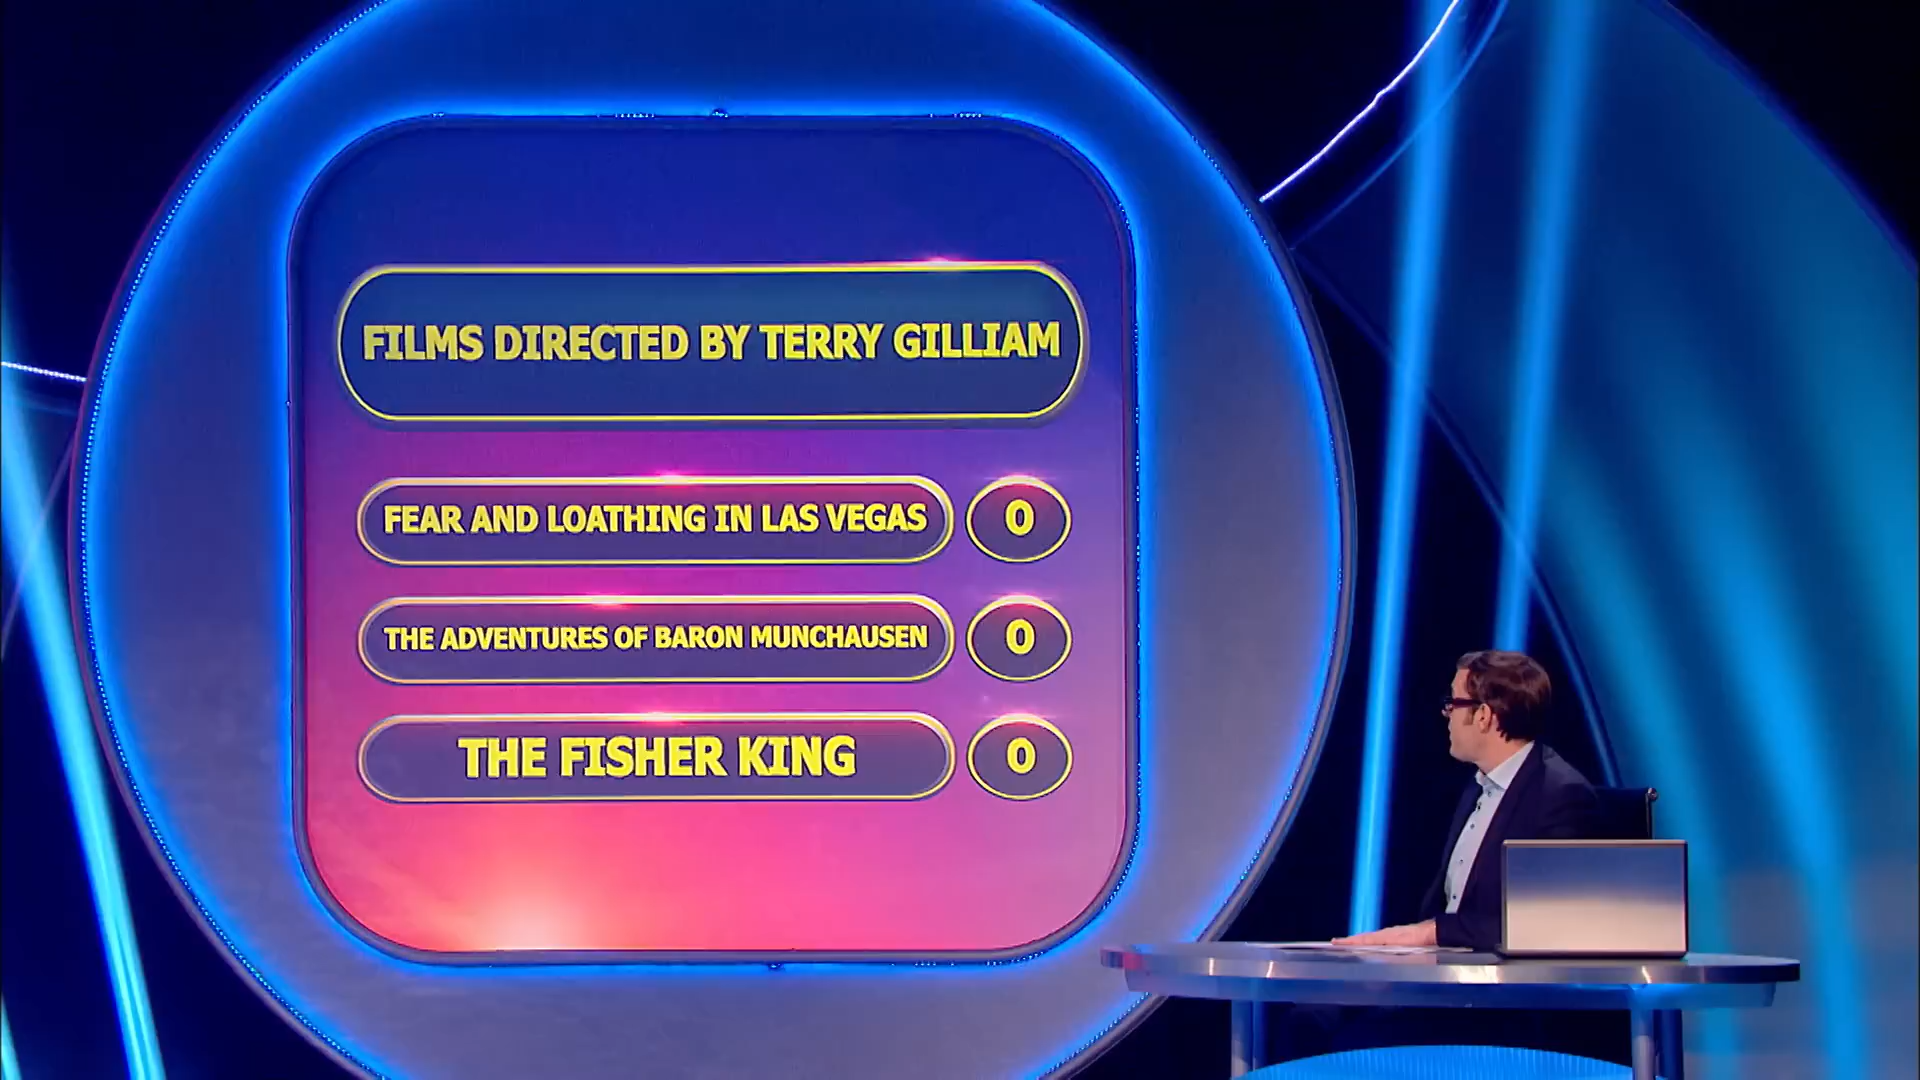 FILMS DIRECTED BY TERRY GILLIAM
FEAR AND LOATHING IN LAS VEGAS 0
THE ADVENTURES OF BARON MUNCHAUSEN 0
THE FISHER KING 0